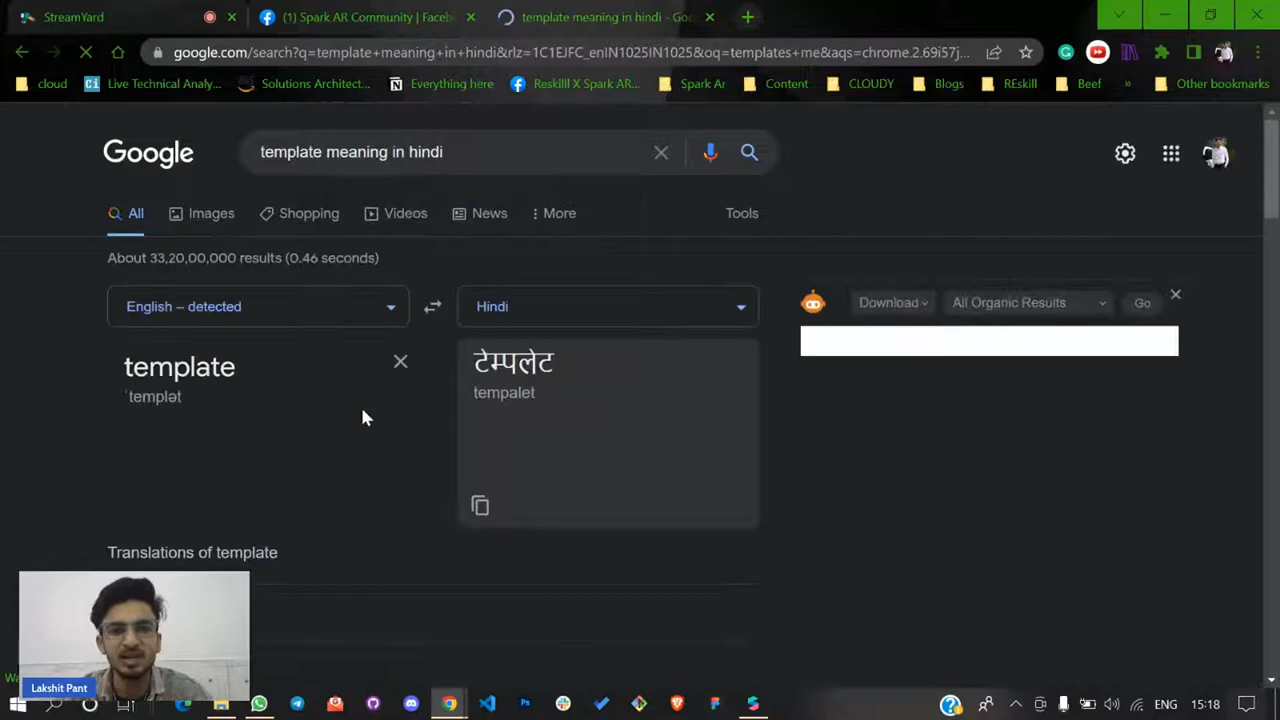 StreamYard
(1) Spark AR Community | Faceb
template meaning in hindi - Goo
google.com/search?q=template+meaning+in+hindi&rlz=1C1EJFC_enIN1025IN1025&oq=templates+me&aqs=chrome.2.69i57j...
cloud
Live Technical Analy...
Solutions Architect...
Everything here
Reskilll X Spark AR...
Spark Ar
Content
CLOUDY
Blogs
REskill
Beef
»
Other bookmarks
Google
template meaning in hindi
All
Images
Shopping
Videos
News
More
Tools
About 33,20,00,000 results (0.46 seconds)
English – detected
Hindi
Download
All Organic Results
Go
template
ˈtemplət
टेम्पलेट
tempalet
Translations of template
Lakshit Pant
ENG
15:18